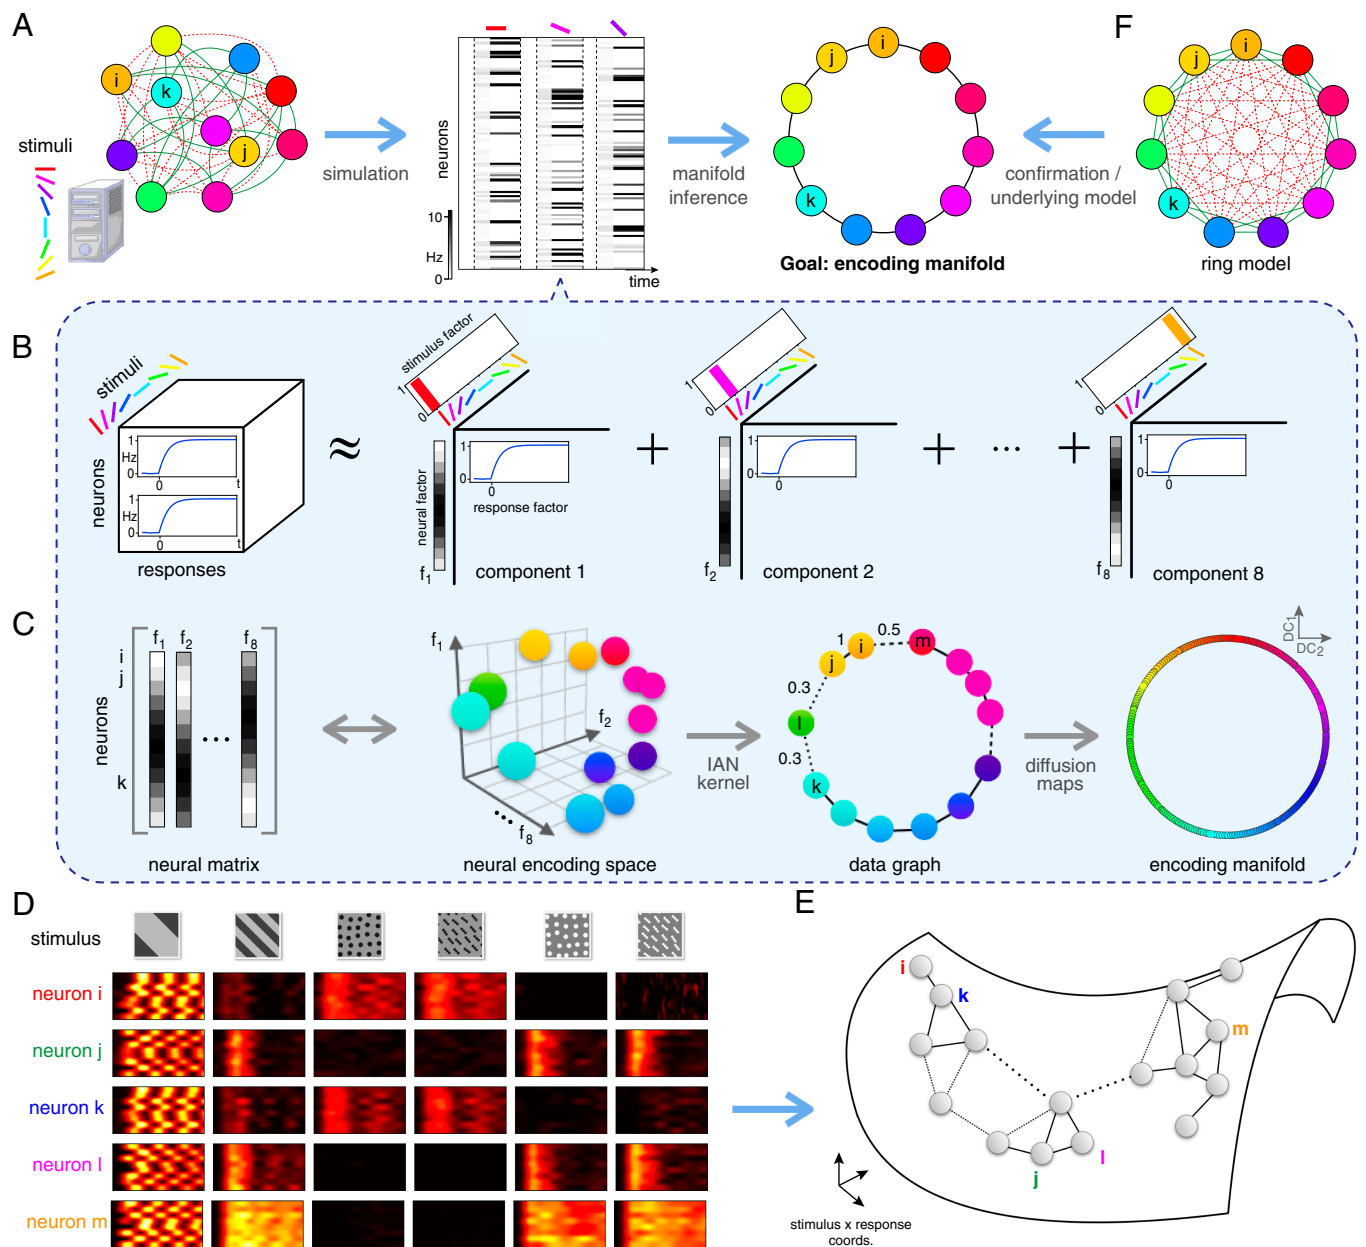 A
i
k
j
stimuli
simulation
neurons
10
Hz
0
time
manifold
inference
j
i
k
Goal: encoding manifold
confirmation /
underlying model
F
j
i
k
ring model
B
stimuli
neurons
1
Hz
0
0
t
1
Hz
0
0
t
responses
≈
stimulus factor
1
0
neural factor
1
0
0
response factor
f1
component 1
+
1
0
1
0
0
f2
component 2
+
...
+
1
0
1
0
0
f8
component 8
C
neurons
i
j
k
f1
f2
f8
...
neural matrix
f1
f2
... f8
neural encoding space
IAN
kernel
1
0.5
0.3
0.3
j
i
m
l
k
data graph
diffusion
maps
DC1
DC2
encoding manifold
D
stimulus
neuron i
neuron j
neuron k
neuron l
neuron m
E
i
k
j
l
m
stimulus x response
coords.